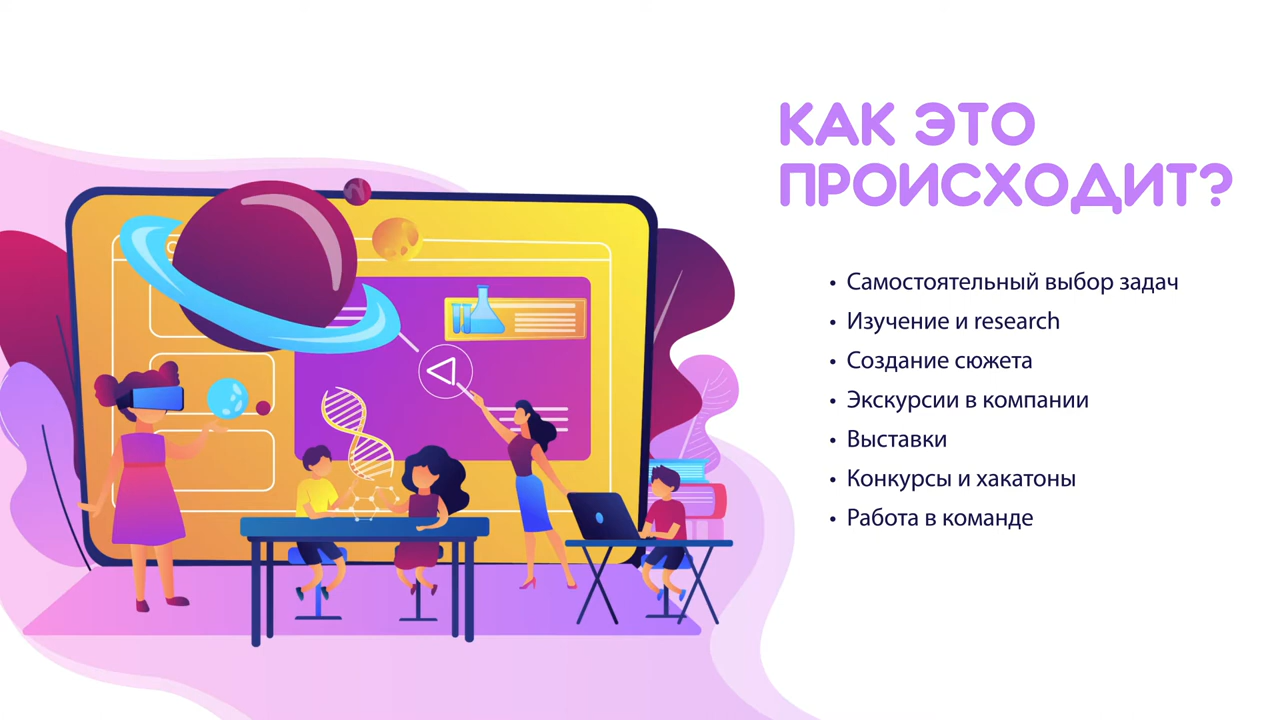 КАК ЭТО
ПРОИСХОДИТ?
• Самостоятельный выбор задач
• Изучение и research
• Создание сюжета
• Экскурсии в компании
• Выставки
• Конкурсы и хакатоны
• Работа в команде